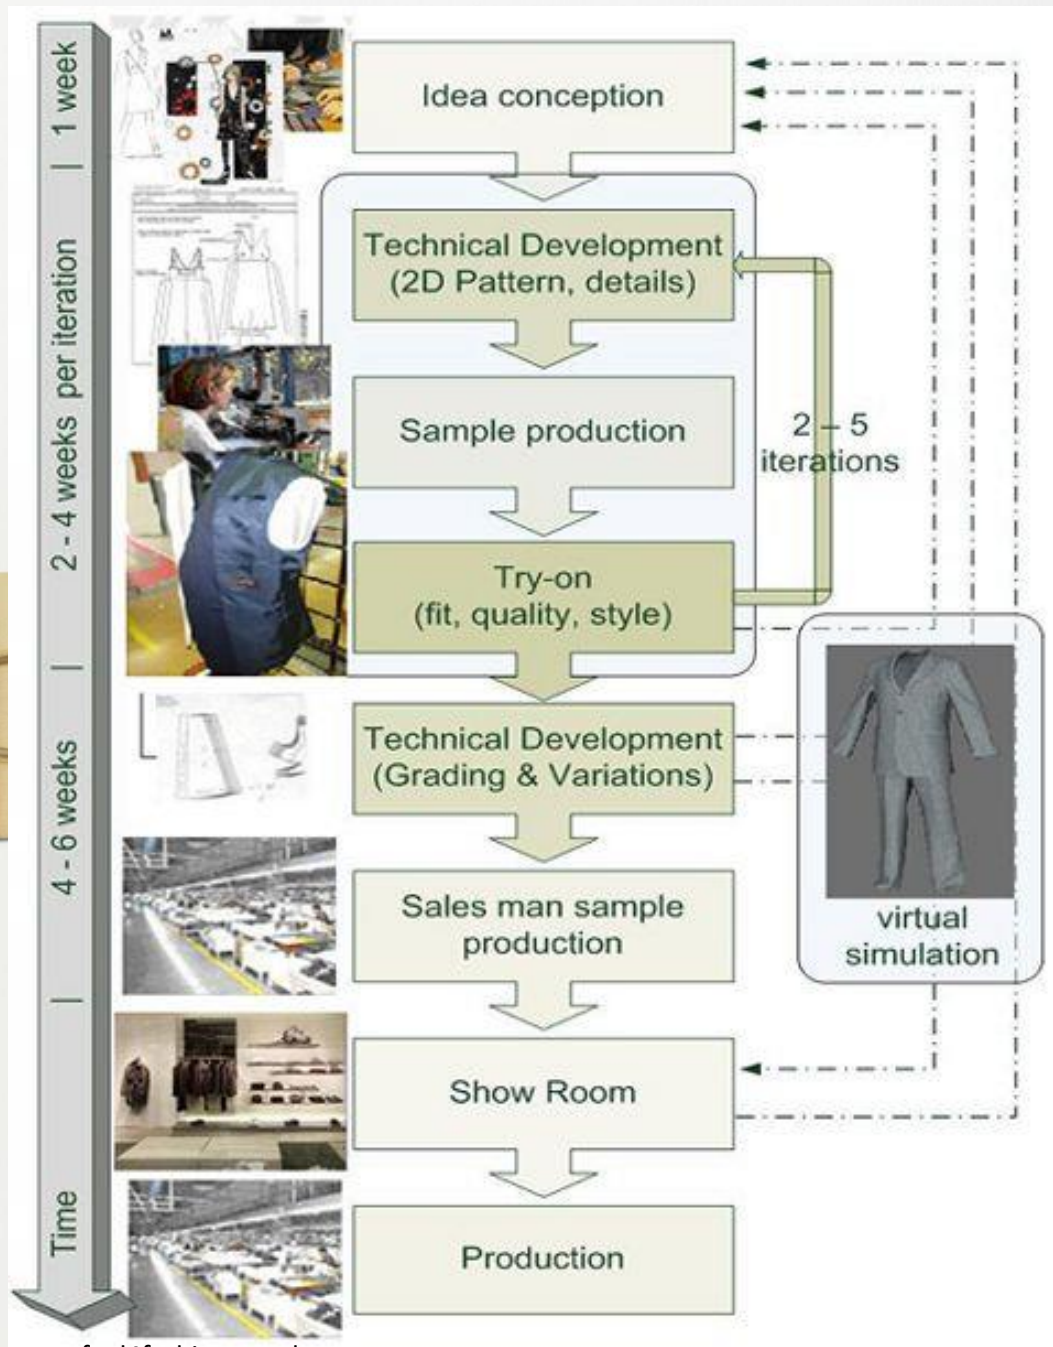 1 week
2 - 4 weeks per iteration
4 - 6 weeks
Time
Idea conception
Technical Development
(2D Pattern, details)
Sample production
2 – 5
iterations
Try-on
(fit, quality, style)
Technical Development
(Grading & Variations)
Sales man sample
production
virtual
simulation
Show Room
Production